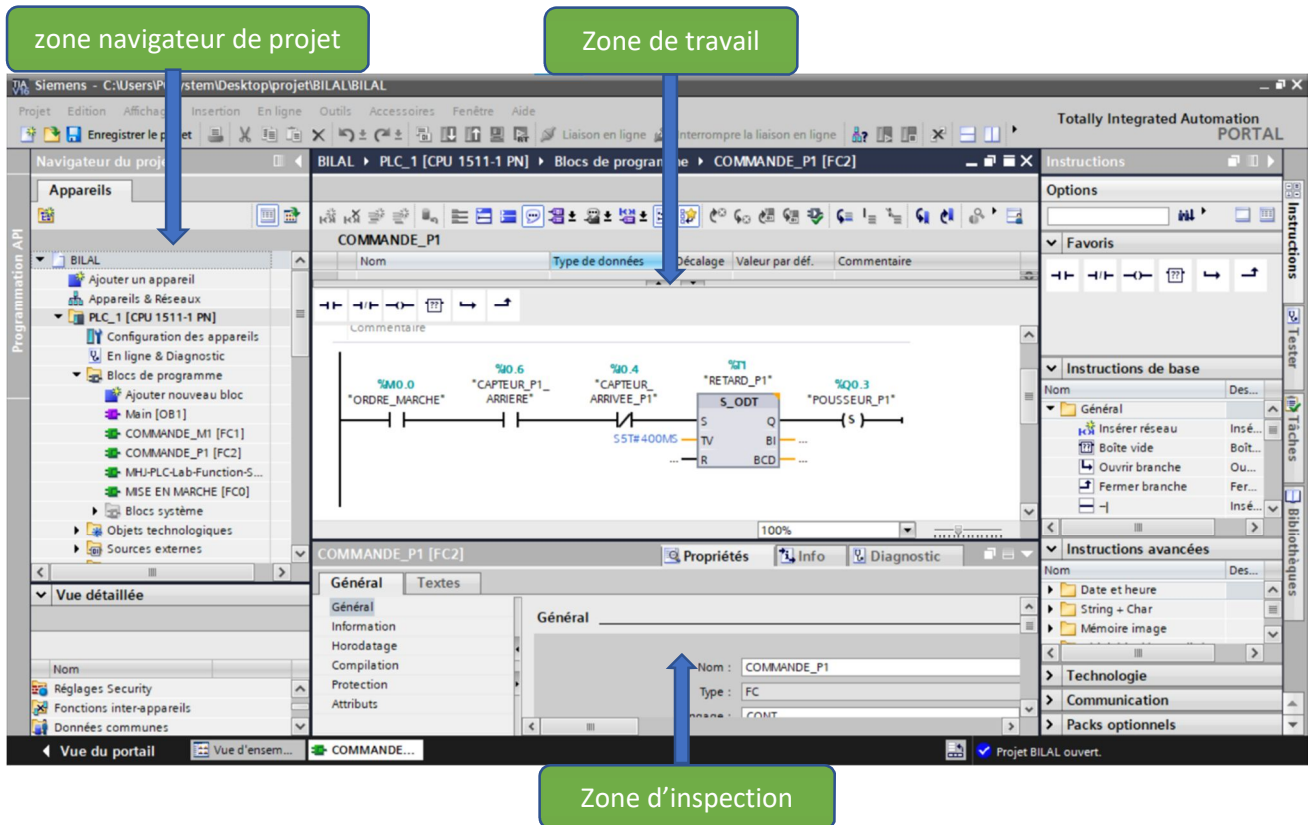 zone navigateur de projet
Zone de travail
Siemens - C:\Users\P ystem\Desktop\projet\BILAL\BILAL
Projet Edition Affichag Insertion En ligne Outils Accessoires Fenêtre Aide
Enregistrer le p et Liaison en ligne nterrompre la liaison en ligne
Totally Integrated Automation
PORTAL
Navigateur du proje
BILAL PLC_1 [CPU 1511-1 PN] Blocs de program e COMMANDE_P1 [FC2]
Instructions
Appareils
Programmation API
BILAL
Ajouter un appareil
Appareils & Réseaux
PLC_1 [CPU 1511-1 PN]
Configuration des appareils
En ligne & Diagnostic
Blocs de programme
Ajouter nouveau bloc
Main [OB1]
COMMANDE_M1 [FC1]
COMMANDE_P1 [FC2]
MHJ-PLC-Lab-Function-S...
MISE EN MARCHE [FC0]
Blocs système
Objets technologiques
Sources externes
Vue détaillée
Nom
Réglages Security
Fonctions inter-appareils
Données communes
COMMANDE_P1
Nom Type de données Décalage Valeur par déf. Commentaire
Commentaire
%M0.0
"ORDRE_MARCHE"
%I0.6
"CAPTEUR_P1_
ARRIERE"
%I0.4
"CAPTEUR_
ARRIVEE_P1"
%T1
"RETARD_P1"
S_ODT
S Q
S5T#400MS TV BI ...
... R BCD ...
%Q0.3
"POUSSEUR_P1"
S
100%
COMMANDE_P1 [FC2]
Propriétés Info Diagnostic
Général Textes
Général
Information
Horodatage
Compilation
Protection
Attributs
Général
Nom : COMMANDE_P1
Type : FC
CONT
Options
Favoris
??
Instructions de base
Nom Des...
Général
Insérer réseau Insé...
Boîte vide Boît...
Ouvrir branche Ou...
Fermer branche Fer...
-| Insé...
Instructions avancées
Nom Des...
Date et heure
String + Char
Mémoire image
Technologie
Communication
Packs optionnels
Instructions
Tester
Tâches
Bibliothèques
Vue du portail Vue d'ensem... COMMANDE... Projet BILAL ouvert.
Zone d'inspection